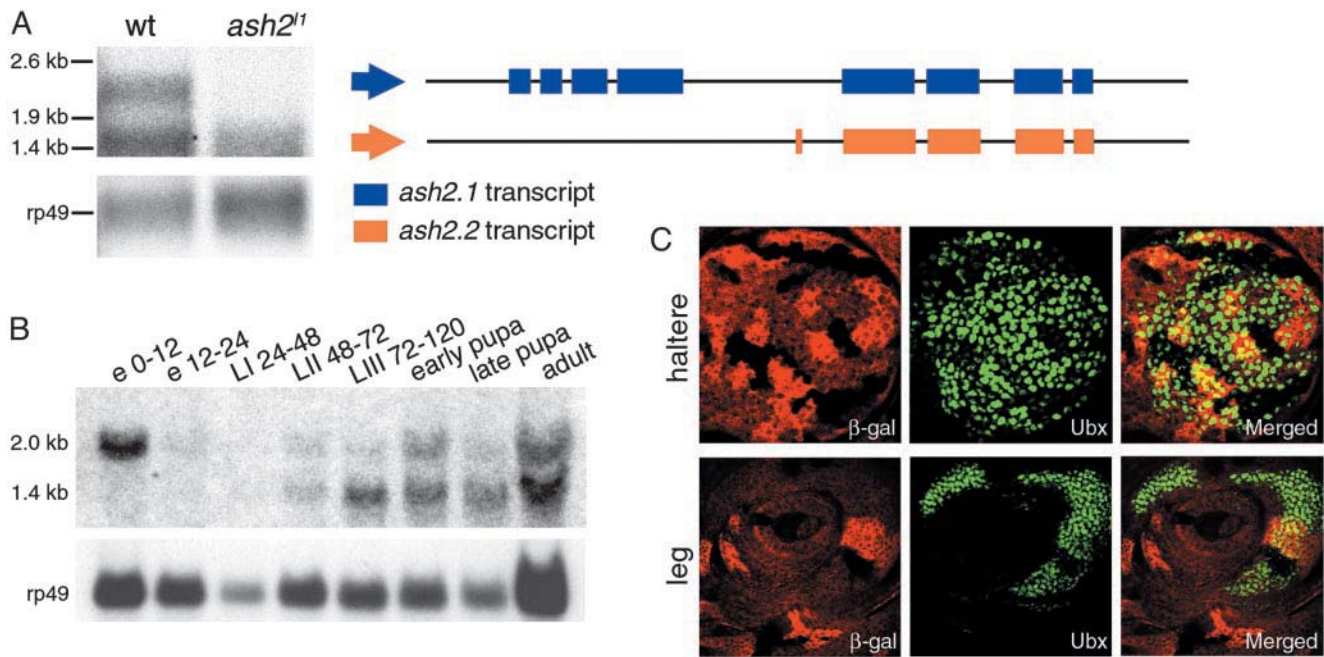 A
wt ash2^l1
2.6 kb
1.9 kb
1.4 kb
rp49
ash2.1 transcript
ash2.2 transcript
B
e 0-12 e 12-24 LI 24-48 LII 48-72 LIII 72-120 early pupa late pupa adult
2.0 kb
1.4 kb
rp49
C
haltere
β-gal Ubx Merged
leg
β-gal Ubx Merged